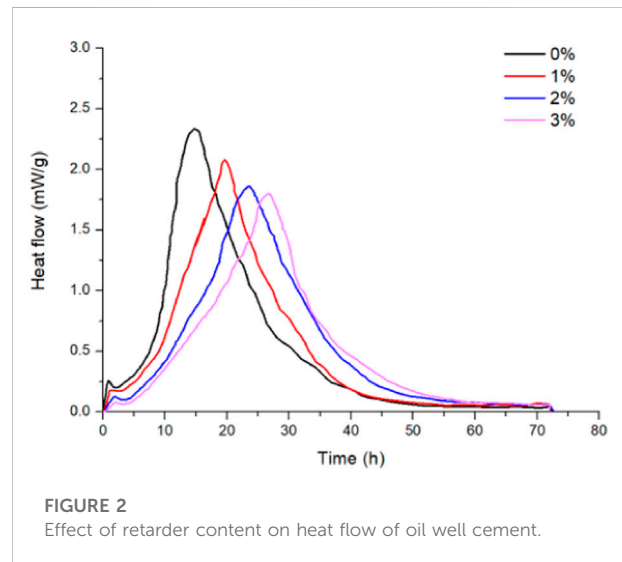 3.0
2.5
2.0
1.5
1.0
0.5
0.0
Heat flow (mW/g)
0%
1%
2%
3%
0 10 20 30 40 50 60 70 80
Time (h)
FIGURE 2
Effect of retarder content on heat flow of oil well cement.